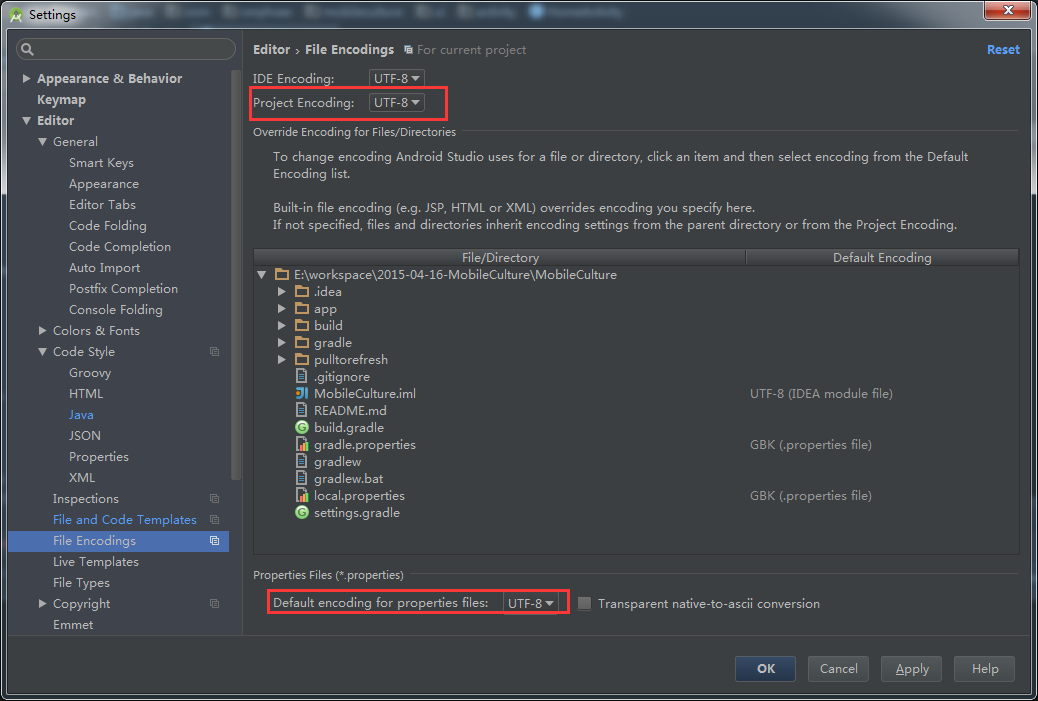 Settings
Editor › File Encodings For current project Reset
Appearance & Behavior
Keymap
Editor
General
Smart Keys
Appearance
Editor Tabs
Code Folding
Code Completion
Auto Import
Postfix Completion
Console Folding
Colors & Fonts
Code Style
Groovy
HTML
Java
JSON
Properties
XML
Inspections
File and Code Templates
File Encodings
Live Templates
File Types
Copyright
Emmet
IDE Encoding: UTF-8
Project Encoding: UTF-8
Override Encoding for Files/Directories
To change encoding Android Studio uses for a file or directory, click an item and then select encoding from the Default
Encoding list.
Built-in file encoding (e.g. JSP, HTML or XML) overrides encoding you specify here.
If not specified, files and directories inherit encoding settings from the parent directory or from the Project Encoding.
File/Directory Default Encoding
E:\workspace\2015-04-16-MobileCulture\MobileCulture
.idea
app
build
gradle
pulltorefresh
.gitignore
MobileCulture.iml UTF-8 (IDEA module file)
README.md
build.gradle
gradle.properties GBK (.properties file)
gradlew
gradlew.bat
local.properties GBK (.properties file)
settings.gradle
Properties Files (*.properties)
Default encoding for properties files: UTF-8 Transparent native-to-ascii conversion
OK Cancel Apply Help